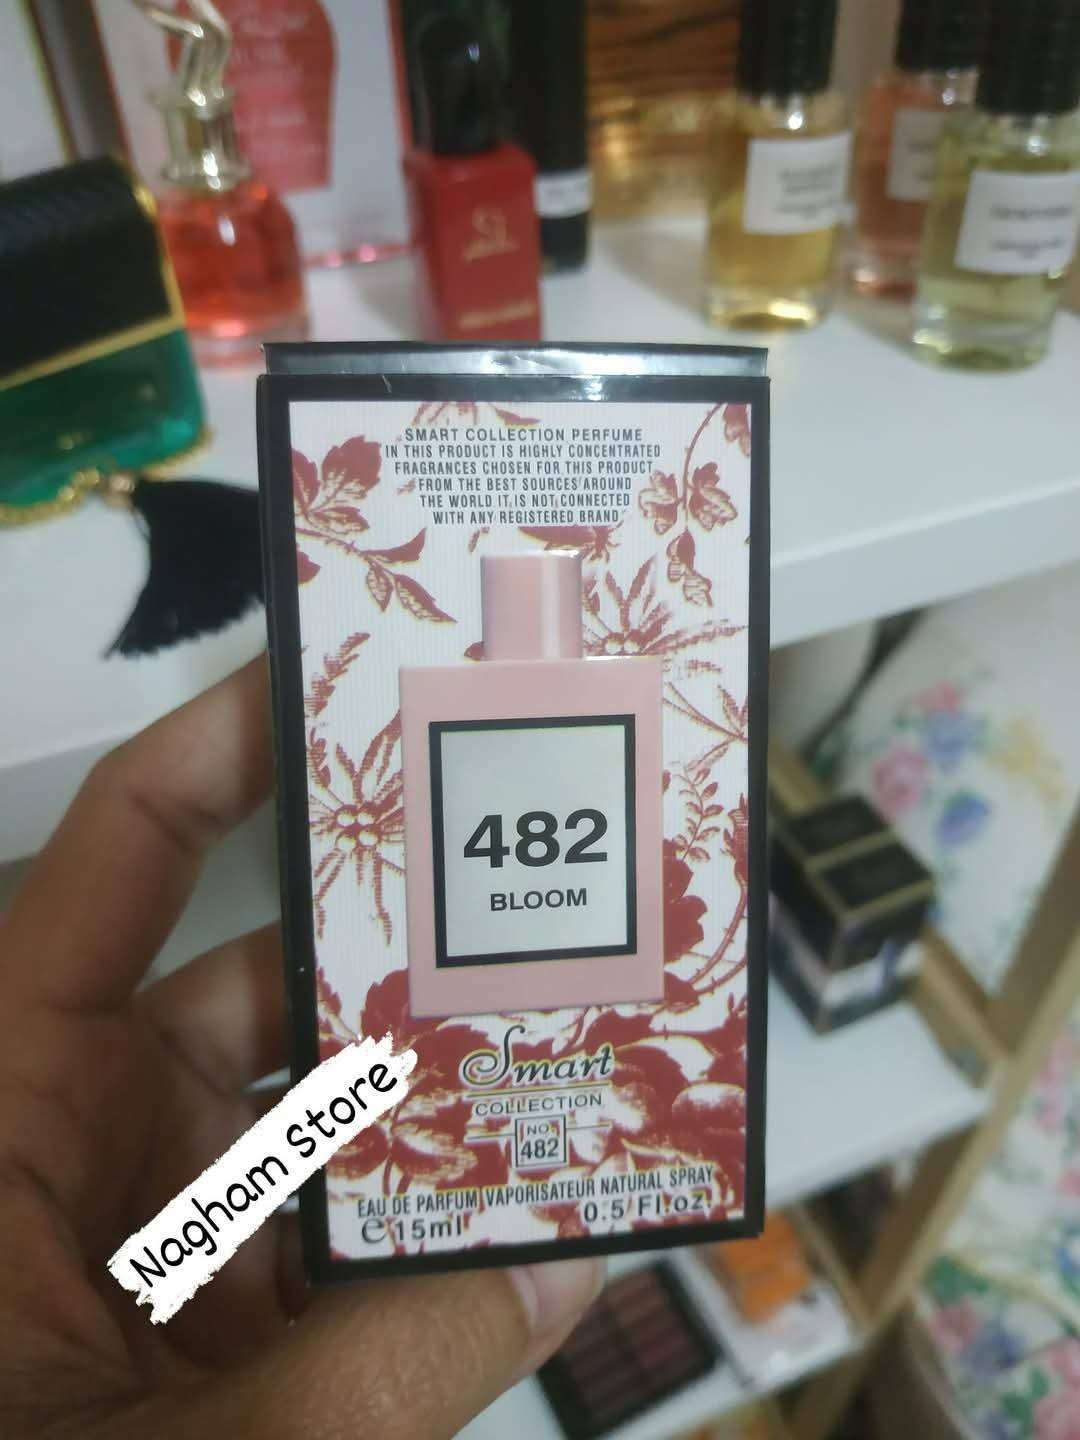 Si
SMART COLLECTION PERFUME
IN THIS PRODUCT IS HIGHLY CONCENTRATED
FRAGRANCES CHOSEN FOR THIS PRODUCT
FROM THE BEST SOURCES AROUND
THE WORLD IT IS NOT CONNECTED
WITH ANY REGISTERED BRAND
482
BLOOM
Smart
COLLECTION
NO.
482
EAU DE PARFUM VAPORISATEUR NATURAL SPRAY
e 15ml 0.5 Fl.oz.
Nagham store